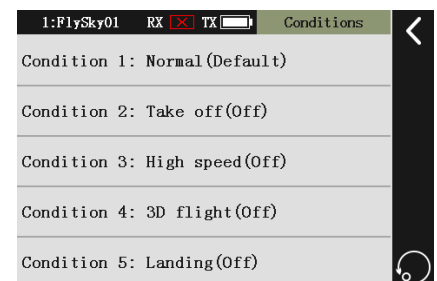 1:FlySky01 RX TX Conditions
Condition 1: Normal(Default)
Condition 2: Take off(Off)
Condition 3: High speed(Off)
Condition 4: 3D flight(Off)
Condition 5: Landing(Off)